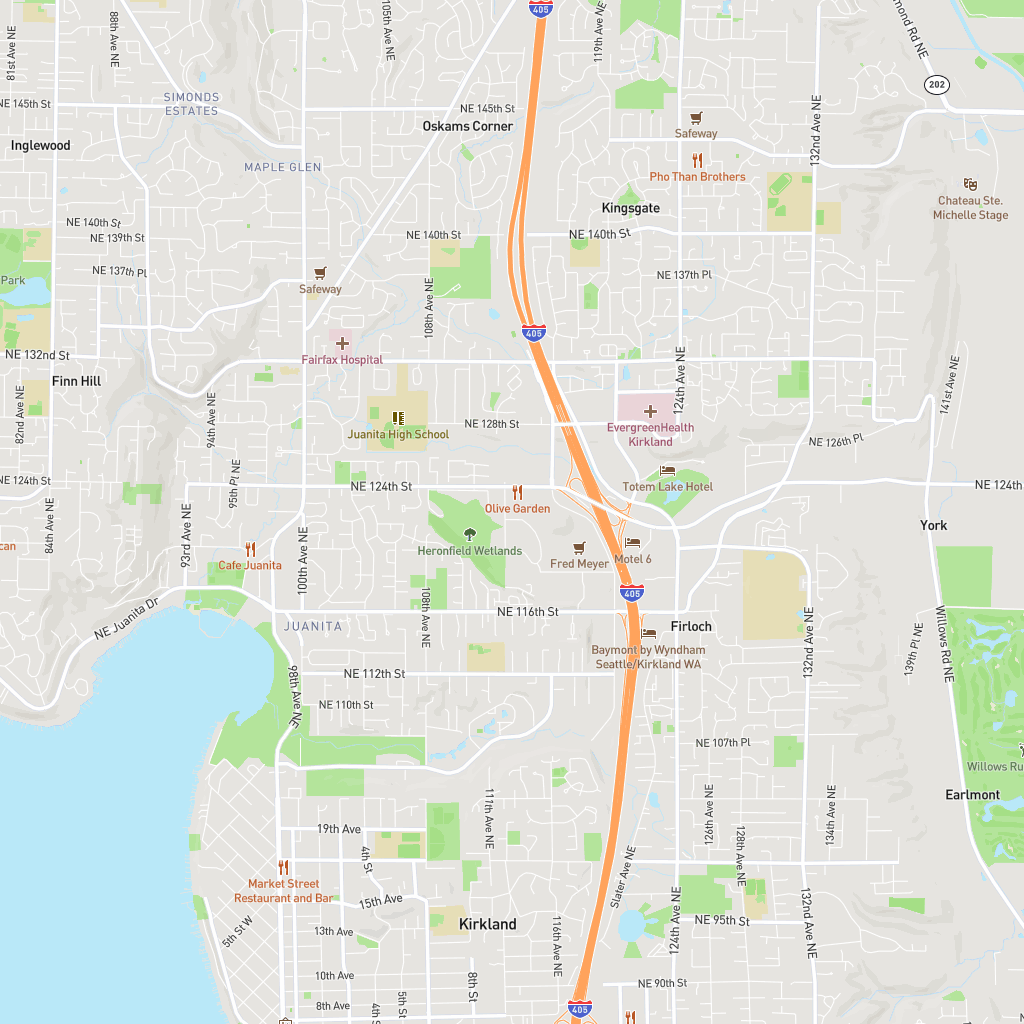 405
81st Ave NE
88th Ave NE
105th Ave NE
119th Ave NE
mond Rd NE
202
SIMONDS
ESTATES
NE 145th St
NE 145th St
Oskams Corner
Safeway
132nd Ave NE
Inglewood
MAPLE GLEN
Pho Than Brothers
Chateau Ste.
Michelle Stage
Kingsgate
NE 140th St
NE 139th St
NE 140th St
NE 140th St
NE 137th Pl
NE 137th Pl
Park
Safeway
108th Ave NE
405
NE 132nd St
Fairfax Hospital
124th Ave NE
141st Ave NE
Finn Hill
82nd Ave NE
94th Ave NE
Juanita High School
NE 128th St
EvergreenHealth
Kirkland
NE 126th Pl
NE 124th St
95th Pl NE
NE 124th St
Totem Lake Hotel
NE 124th
Olive Garden
84th Ave NE
93rd Ave NE
York
can
Cafe Juanita
100th Ave NE
Heronfield Wetlands
Fred Meyer
Motel 6
405
NE Juanita Dr
108th Ave NE
NE 116th St
JUANITA
Firloch
132nd Ave NE
139th Pl NE
Willows Rd NE
Baymont by Wyndham
Seattle/Kirkland WA
98th Ave NE
NE 112th St
NE 110th St
NE 107th Pl
Willows Ru
Earlmont
117th Ave NE
126th Ave NE
128th Ave NE
134th Ave NE
19th Ave
4th St
Market Street
Restaurant and Bar
15th Ave
Slater Ave NE
124th Ave NE
132nd Ave NE
5th St W
13th Ave
Kirkland
116th Ave NE
NE 95th St
10th Ave
8th St
NE 90th St
8th Ave
4th St
5th St
405